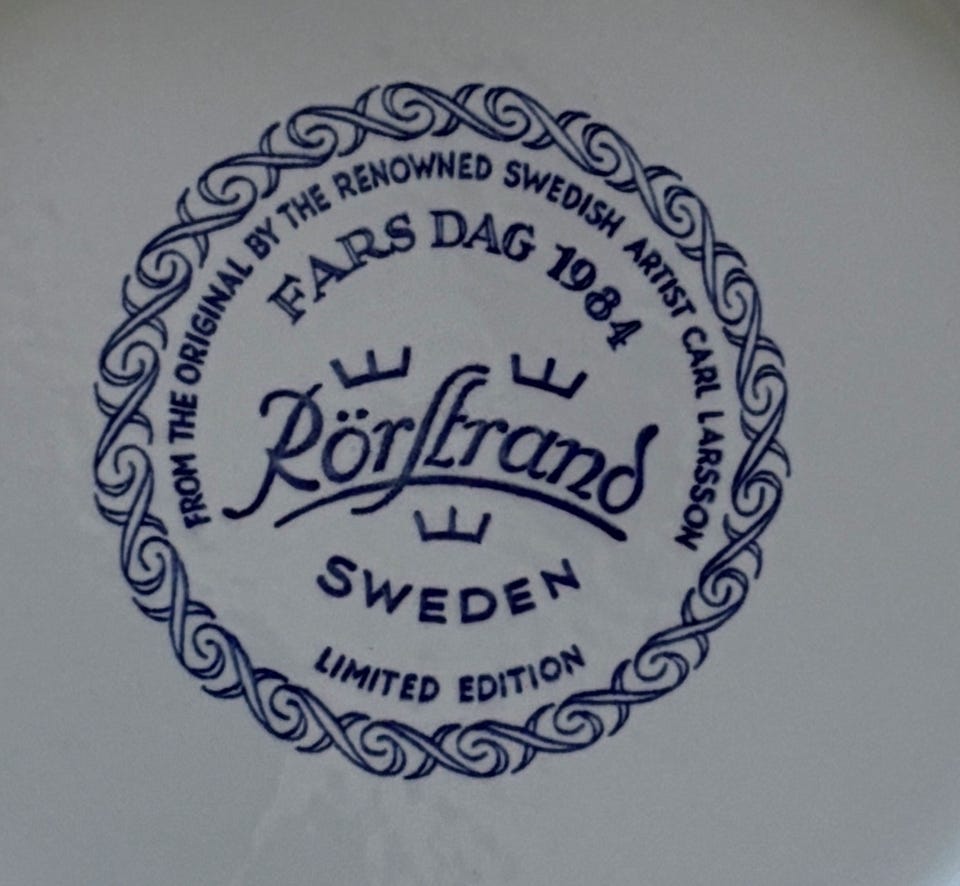 FROM THE ORIGINAL BY THE RENOWNED SWEDISH ARTIST CARL LARSSON
FARS DAG 1984
Rörstrand
SWEDEN
LIMITED EDITION